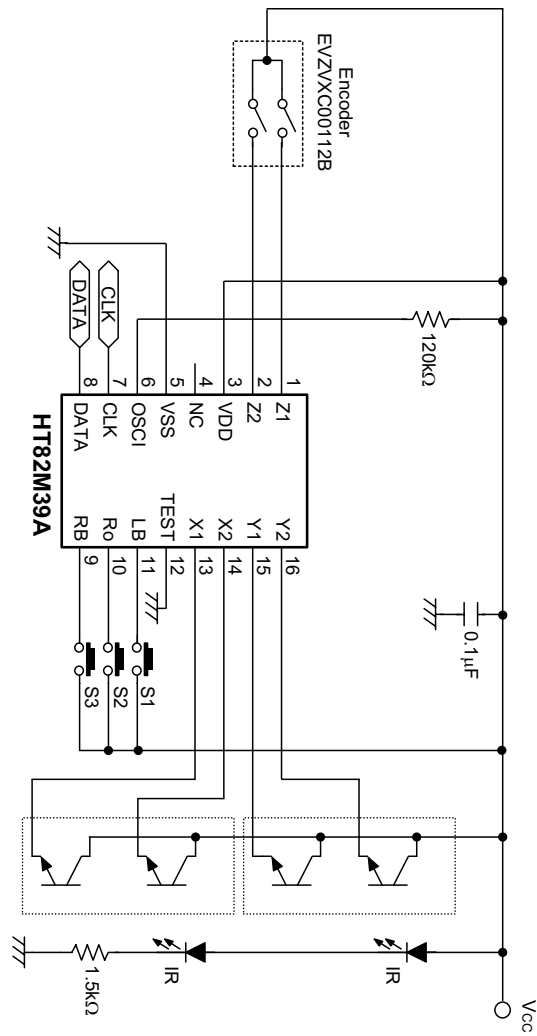 Encoder
EVZVXC00112B
120kΩ
0.1μF
VCC
1 Z1
2 Z2
3 VDD
4 NC
5 VSS
6 OSCI
7 CLK
8 DATA
CLK
DATA
Y2 16
Y1 15
X2 14
X1 13
TEST 12
LB 11
Ro 10
RB 9
HT82M39A
S1
S2
S3
IR
IR
1.5kΩ